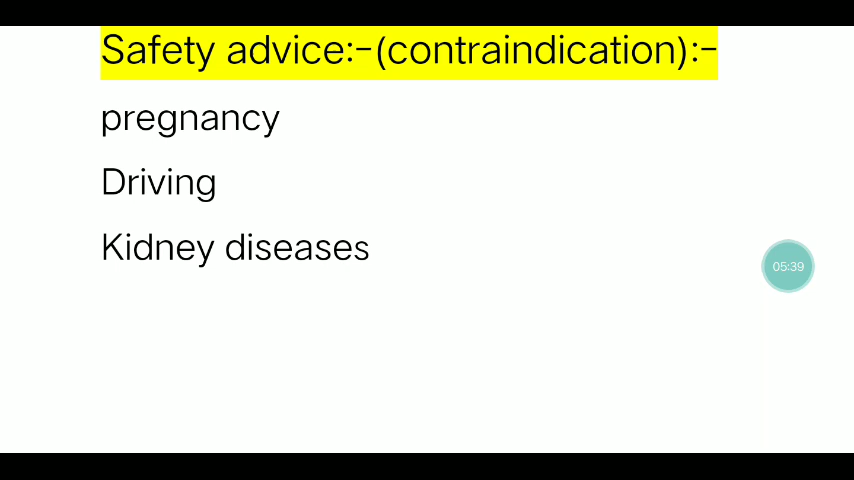 Safety advice:-(contraindication):-
pregnancy
Driving
Kidney diseases
05:39